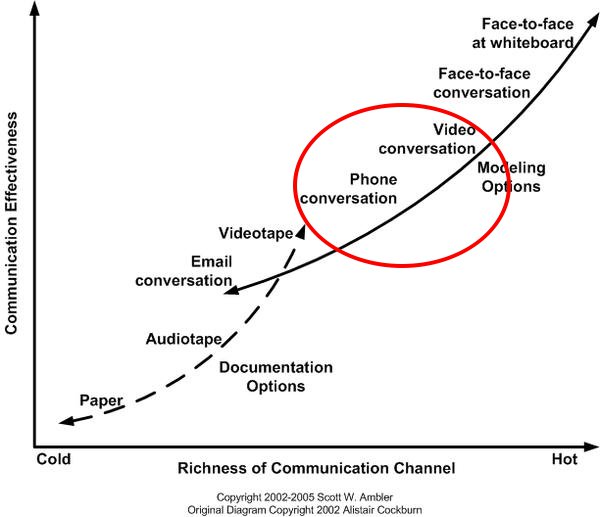 Face-to-face
at whiteboard
Face-to-face
conversation
Video
conversation
Modeling
Options
Phone
conversation
Videotape
Email
conversation
Audiotape
Documentation
Options
Paper
Communication Effectiveness
Cold
Hot
Richness of Communication Channel
Copyright 2002-2005 Scott W. Ambler
Original Diagram Copyright 2002 Alistair Cockburn